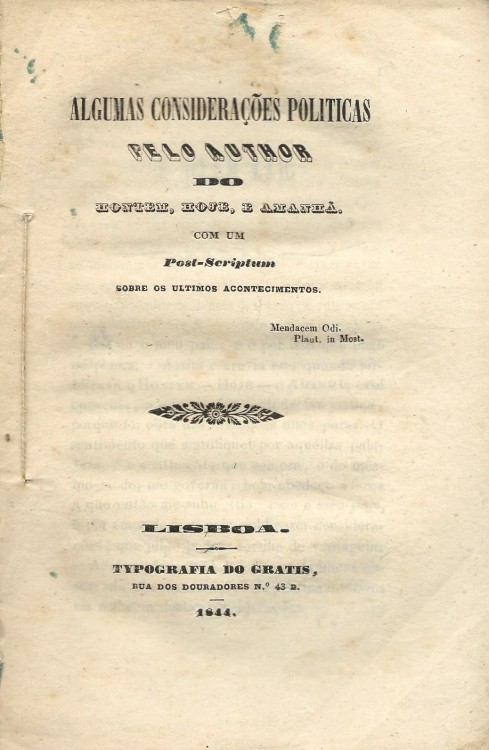 ALGUMAS CONSIDERAÇÕES POLITICAS
PELO AUTHOR
DO
HONTEM, HOJE, E AMANHÃ.
COM UM
Post-Scriptum
SOBRE OS ULTIMOS ACONTECIMENTOS.
Mendacem Odi.
Plaut. in Most.
LISBOA.
TYPOGRAFIA DO GRATIS,
RUA DOS DOURADORES N.º 43 B.
1844.